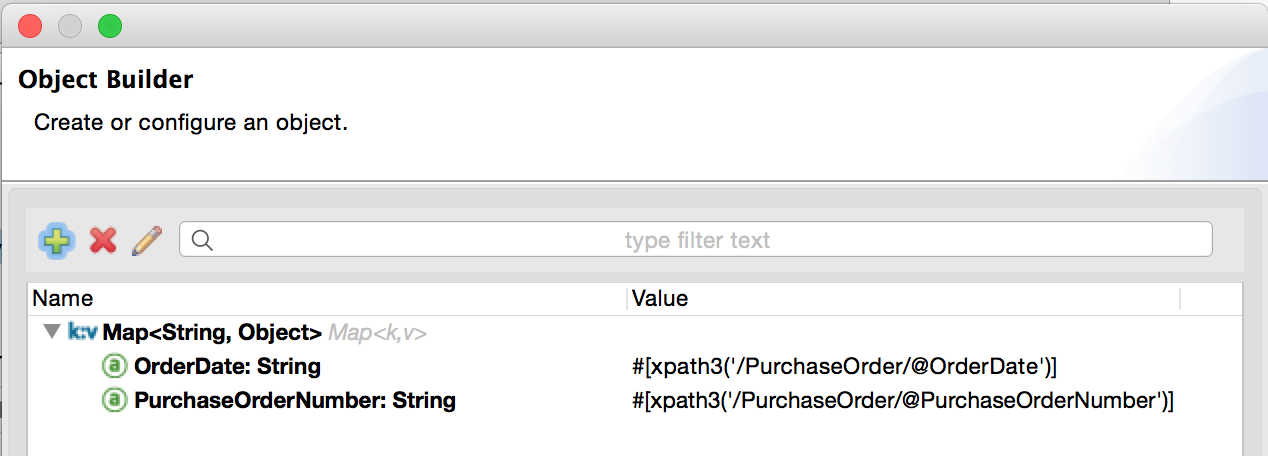 Object Builder
Create or configure an object.
type filter text
Name Value
k:v Map<String, Object> Map<k,v>
a OrderDate: String #[xpath3('/PurchaseOrder/@OrderDate')]
a PurchaseOrderNumber: String #[xpath3('/PurchaseOrder/@PurchaseOrderNumber')]